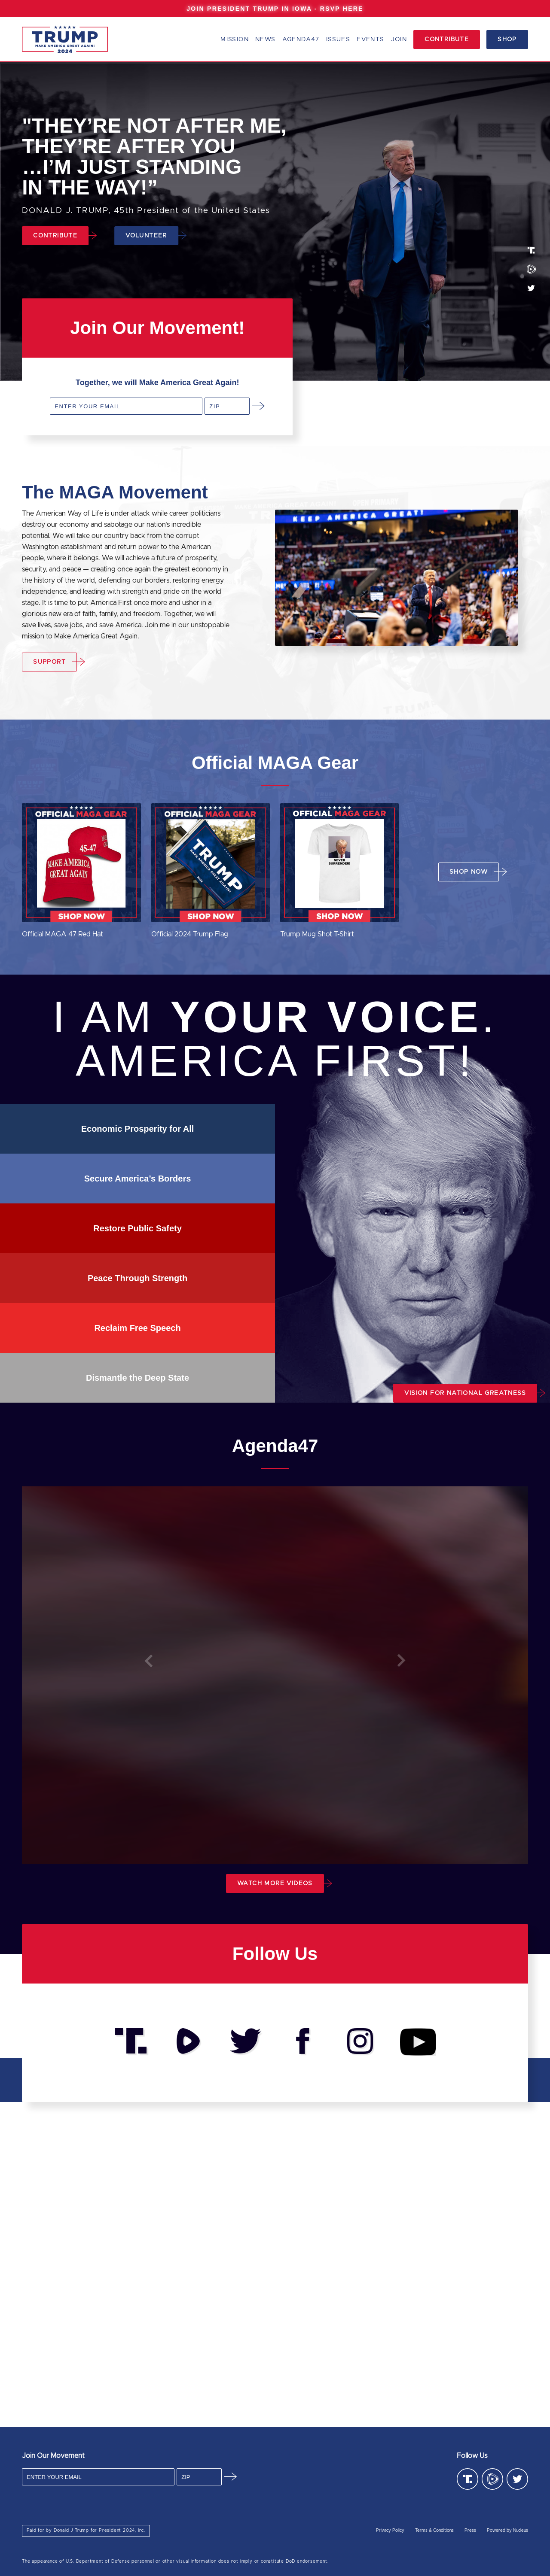 JOIN PRESIDENT TRUMP IN IOWA - RSVP HERE
TRUMP
MAKE AMERICA GREAT AGAIN!
2024
MISSION NEWS AGENDA47 ISSUES EVENTS JOIN CONTRIBUTE SHOP
"THEY’RE NOT AFTER ME,
THEY’RE AFTER YOU
…I’M JUST STANDING
IN THE WAY!”
DONALD J. TRUMP, 45th President of the United States
CONTRIBUTE VOLUNTEER
Join Our Movement!
Together, we will Make America Great Again!
ENTER YOUR EMAIL ZIP
The MAGA Movement
The American Way of Life is under attack while career politicians
destroy our economy and sabotage our nation's incredible
potential. We will take our country back from the corrupt
Washington establishment and return power to the American
people, where it belongs. We will achieve a future of prosperity,
security, and peace — creating once again the greatest economy in
the history of the world, defending our borders, restoring energy
independence, and leading with strength and pride on the world
stage. It is time to put America First once more and usher in a
glorious new era of faith, family, and freedom. Together, we will
save lives, save jobs, and save America. Join me in our unstoppable
mission to Make America Great Again.
KEEP AMERICA GREAT!
SUPPORT
Official MAGA Gear
OFFICIAL MAGA GEAR
45-47
MAKE AMERICA
GREAT AGAIN
SHOP NOW
Official MAGA 47 Red Hat
OFFICIAL MAGA GEAR
TRUMP
SHOP NOW
Official 2024 Trump Flag
OFFICIAL MAGA GEAR
NEVER
SURRENDER!
SHOP NOW
Trump Mug Shot T-Shirt
SHOP NOW
I AM YOUR VOICE.
AMERICA FIRST!
Economic Prosperity for All
Secure America’s Borders
Restore Public Safety
Peace Through Strength
Reclaim Free Speech
Dismantle the Deep State
VISION FOR NATIONAL GREATNESS
Agenda47
WATCH MORE VIDEOS
Follow Us
Join Our Movement
ENTER YOUR EMAIL ZIP
Follow Us
Paid for by Donald J Trump for President 2024, Inc
Privacy Policy Terms & Conditions Press Powered by Nucleus
The appearance of U.S. Department of Defense personnel or other visual information does not imply or constitute DoD endorsement